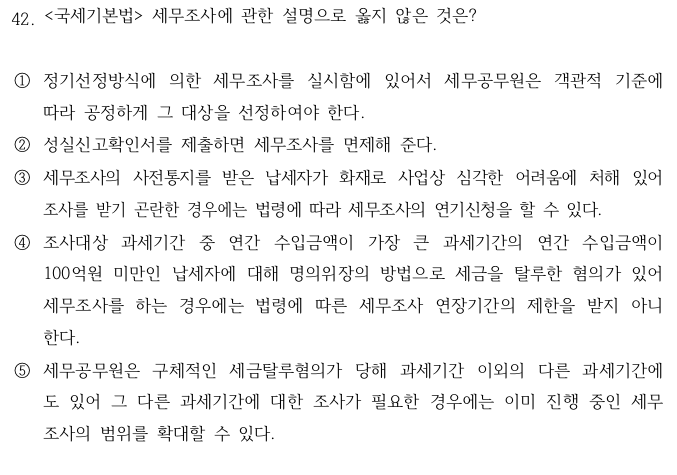 42. <국세기본법> 세무조사에 관한 설명으로 옳지 않은 것은?
① 정기선정방식에 의한 세무조사를 실시함에 있어서 세무공무원은 객관적 기준에
따라 공정하게 그 대상을 선정하여야 한다.
② 성실신고확인서를 제출하면 세무조사를 면제해 준다.
③ 세무조사의 사전통지를 받은 납세자가 화재로 사업상 심각한 어려움에 처해 있어
조사를 받기 곤란한 경우에는 법령에 따라 세무조사의 연기신청을 할 수 있다.
④ 조사대상 과세기간 중 연간 수입금액이 가장 큰 과세기간의 연간 수입금액이
100억원 미만인 납세자에 대해 명의위장의 방법으로 세금을 탈루한 혐의가 있어
세무조사를 하는 경우에는 법령에 따른 세무조사 연장기간의 제한을 받지 아니
한다.
⑤ 세무공무원은 구체적인 세금탈루혐의가 당해 과세기간 이외의 다른 과세기간에
도 있어 그 다른 과세기간에 대한 조사가 필요한 경우에는 이미 진행 중인 세무
조사의 범위를 확대할 수 있다.